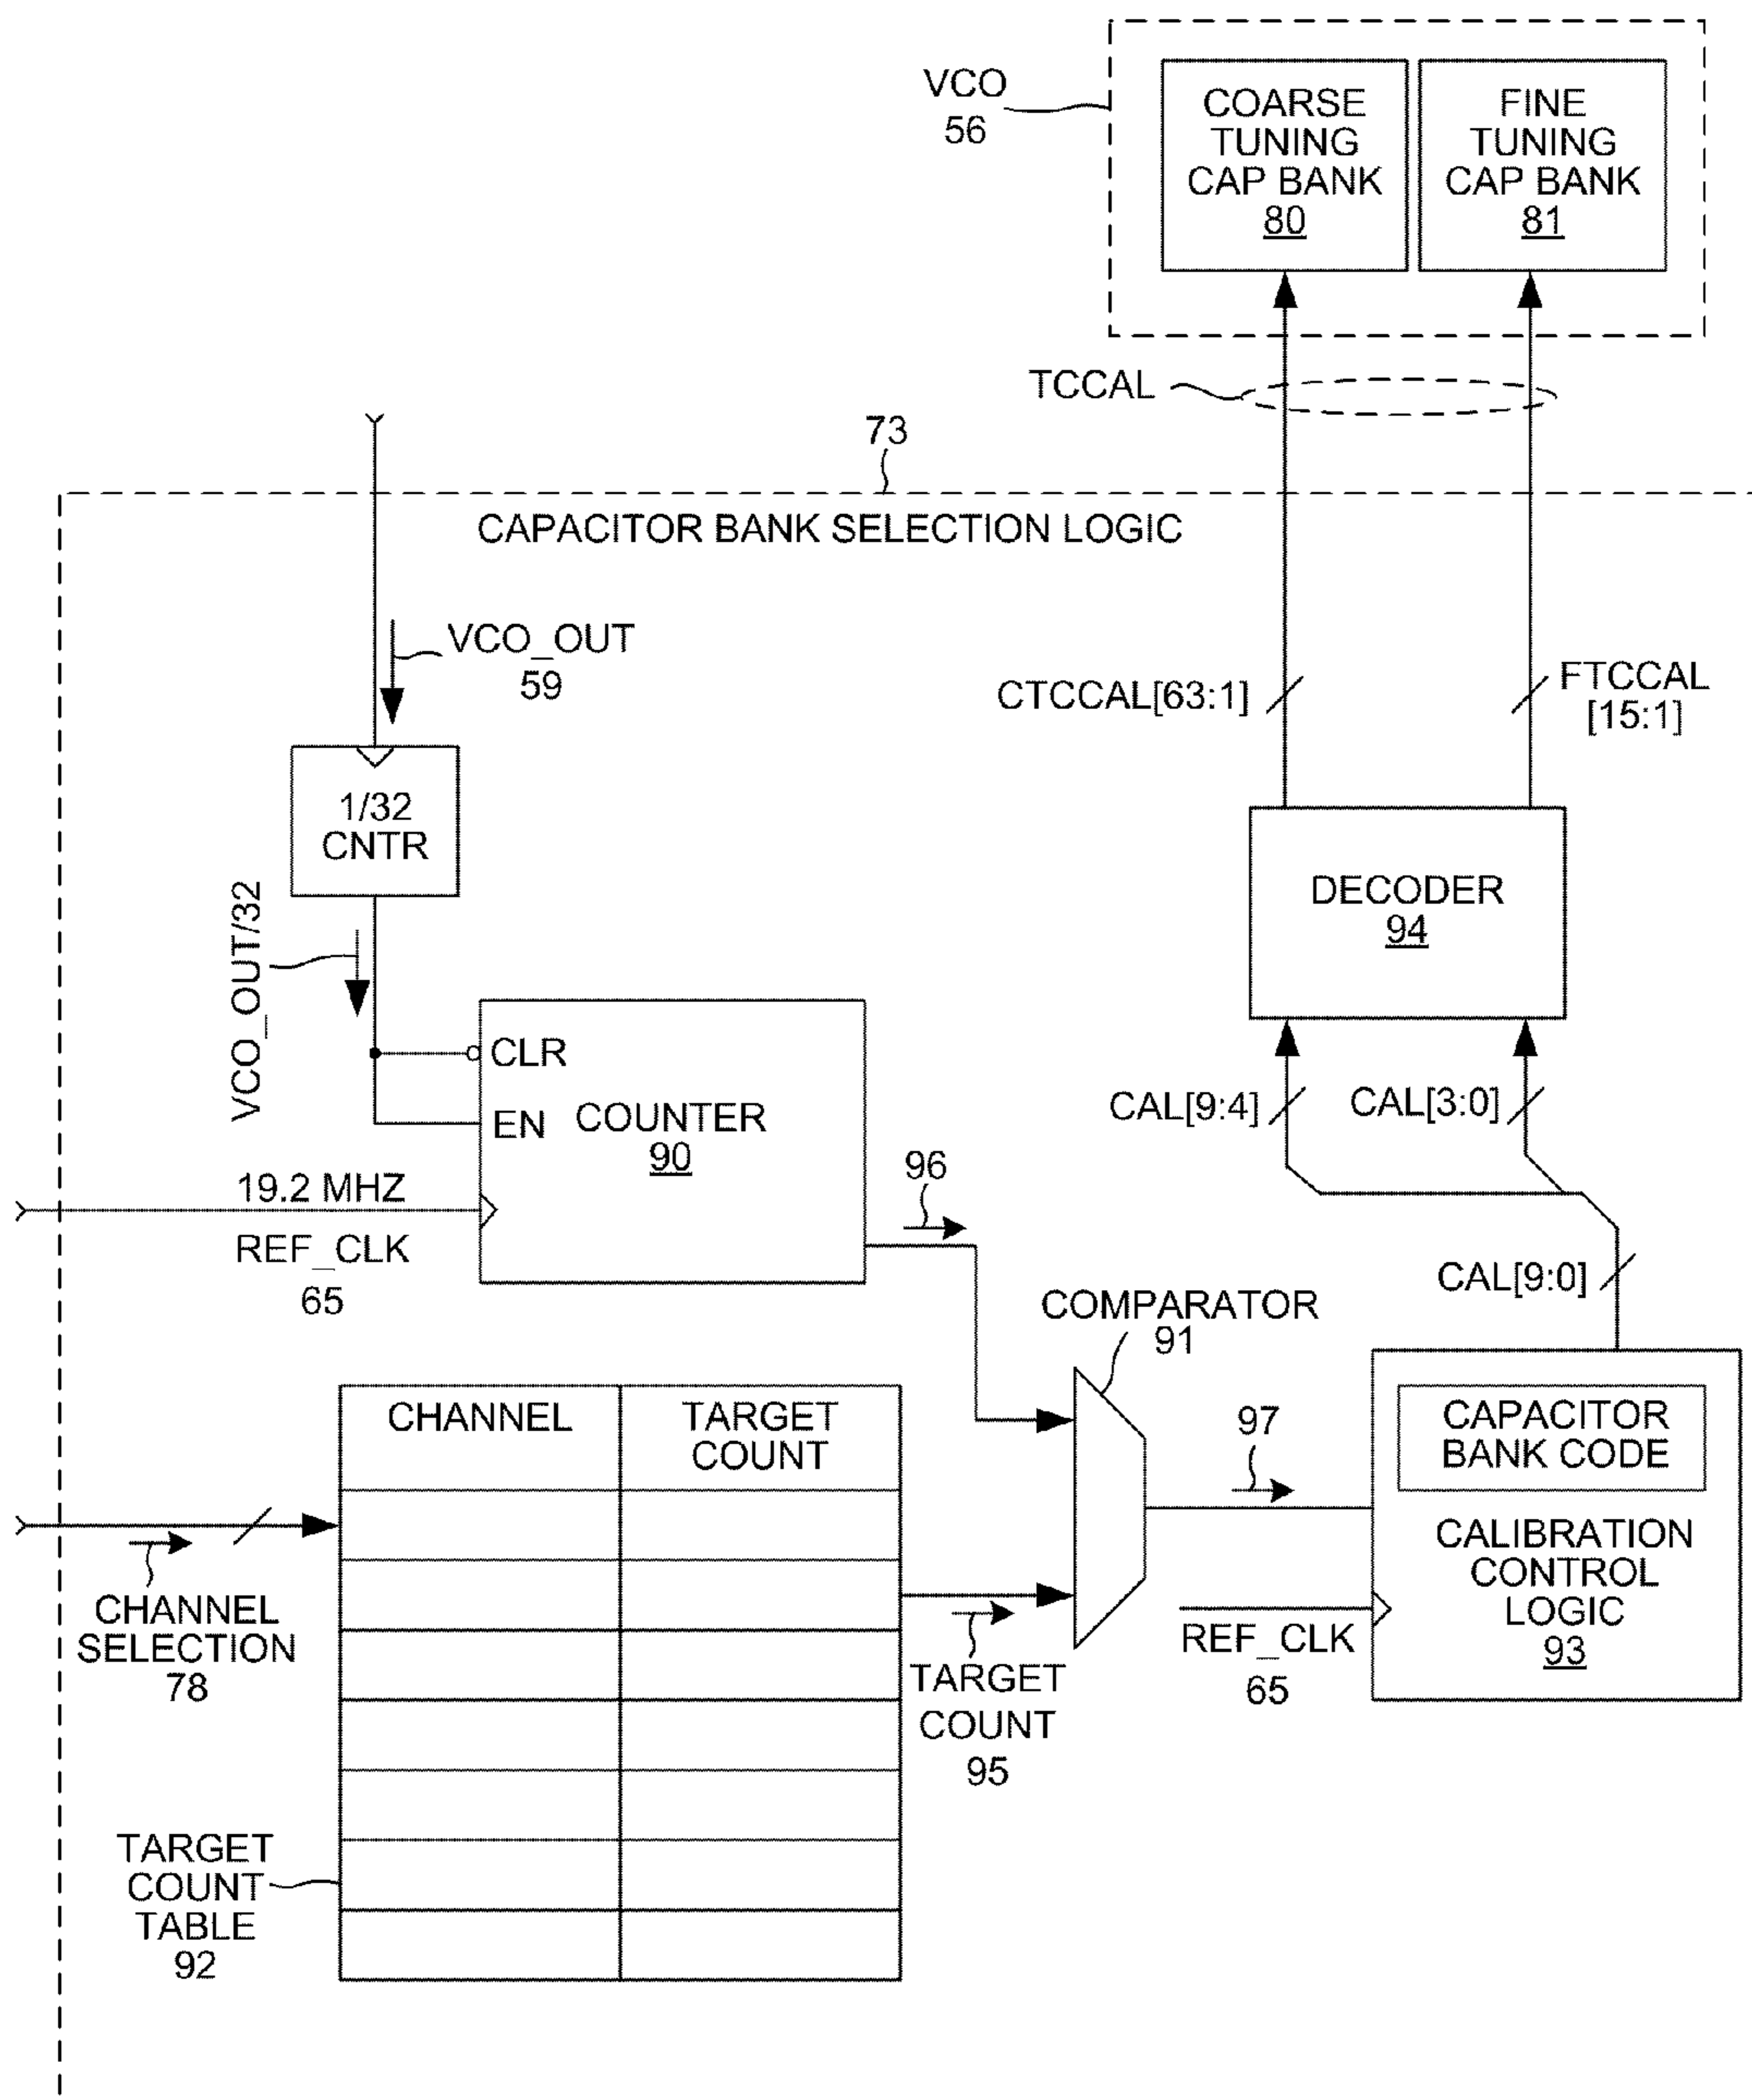 VCO
56
COARSE
TUNING
CAP BANK
80
FINE
TUNING
CAP BANK
81
TCCAL
73
CAPACITOR BANK SELECTION LOGIC
VCO_OUT
59
CTCCAL[63:1]
FTCCAL
[15:1]
1/32
CNTR
VCO_OUT/32
DECODER
94
CLR
EN
COUNTER
90
CAL[9:4]
CAL[3:0]
19.2 MHZ
REF_CLK
65
96
CAL[9:0]
COMPARATOR
91
CHANNEL
TARGET
COUNT
97
CAPACITOR
BANK CODE
CALIBRATION
CONTROL
LOGIC
93
CHANNEL
SELECTION
78
REF_CLK
65
TARGET
COUNT
95
TARGET
COUNT
TABLE
92